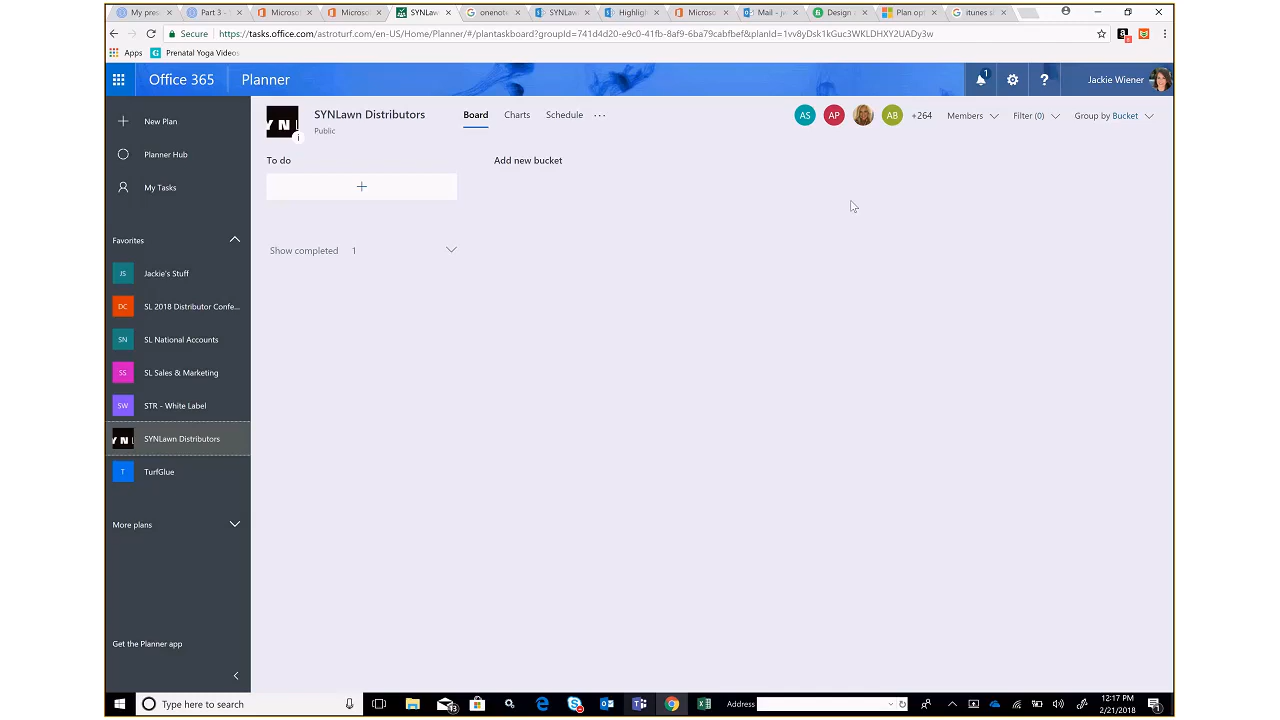 My pres
Part 3 - S
Microso
Microso
SYNLaw
onenote
SYNLaw
Highlig
Microso
Mail - je
Design
Plan op
itunes s
Secure
https://tasks.office.com/astroturf.com/en-US/Home/Planner/#/plantaskboard?groupId=741d4d20-e9c0-41fb-8af9-6ba79cabfbef&planId=1vv8yDsk1kGuc3WKLDHXY2UADy3w
Apps
Prenatal Yoga Videos
Office 365
Planner
1
?
Jackie Wiener
New Plan
Planner Hub
My Tasks
Favorites
JS Jackie's Stuff
DC SL 2018 Distributor Confe...
SN SL National Accounts
SS SL Sales & Marketing
SW STR - White Label
Y N L SYNLawn Distributors
T TurfGlue
More plans
Get the Planner app
Y N
SYNLawn Distributors
Public
Board
Charts
Schedule
AS
AP
AB
+264
Members
Filter (0)
Group by Bucket
To do
Add new bucket
Show completed 1
Type here to search
13
Address
12:17 PM
2/21/2018